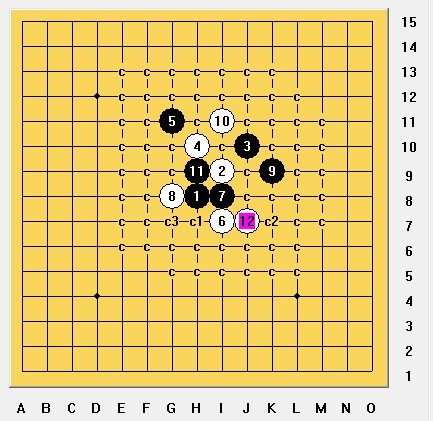 15
14
c c c c c c c 13
c c c c c c c c 12
c c 5 c 10 c c c c 11
c c c 4 c 3 c c c 10
c c c 11 2 c 9 c c 9
c c 8 1 7 c c c c 8
c c c3 c1 6 12 c2 c c 7
c c c c c c c c 6
c c c c c c 5
4
3
2
1
A B C D E F G H I J K L M N O